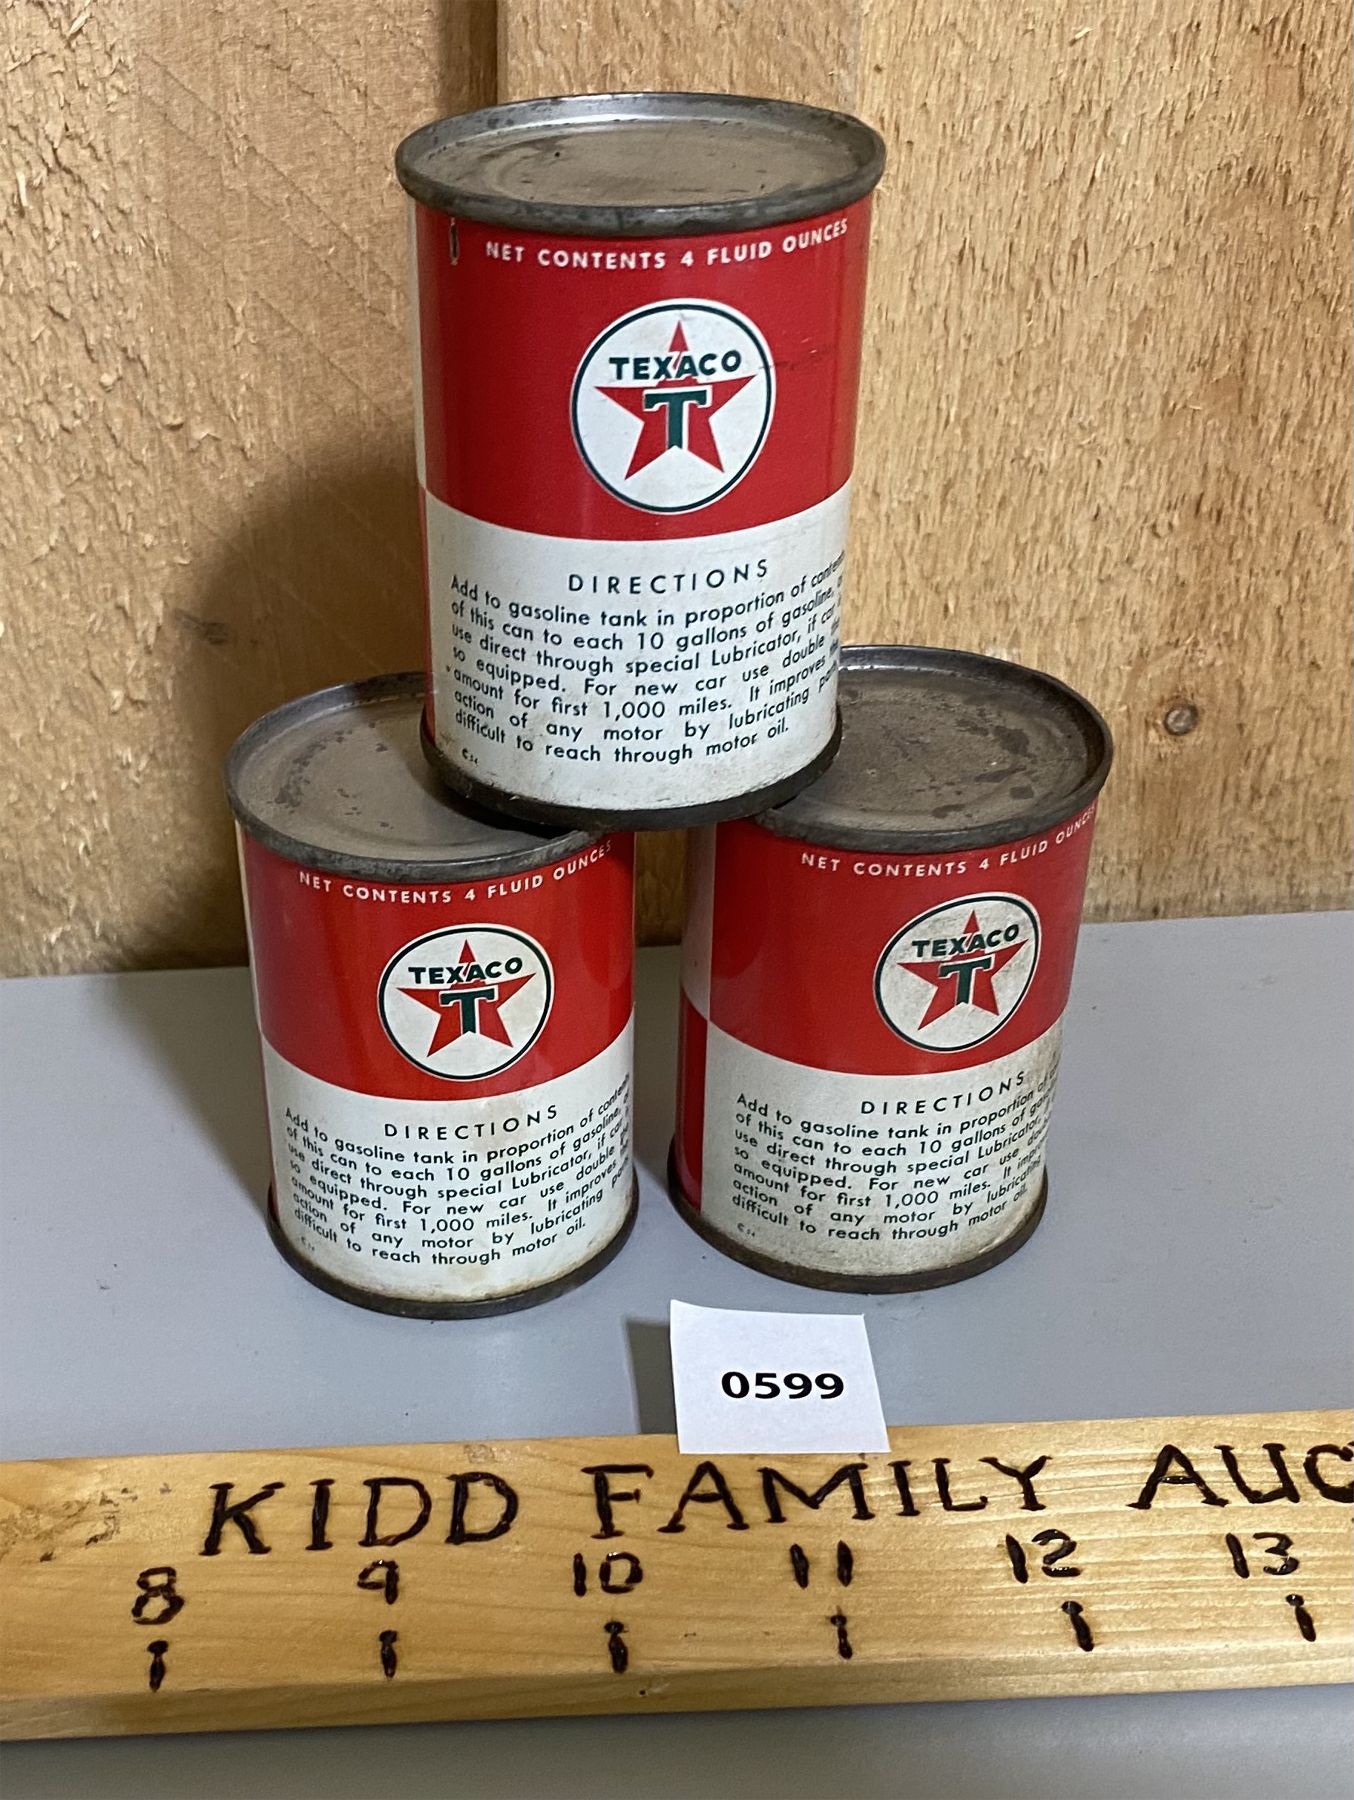 NET CONTENTS 4 FLUID OUNCES
TEXACO
T
DIRECTIONS
Add to gasoline tank in proportion of
of this can to each 10 gallons of gasoline,
use direct through special Lubricator, if car
so equipped. For new car use double
amount for first 1,000 miles. It improves
action of any motor by lubricating
difficult to reach through motor oil.
NET CONTENTS 4 FLUID OUNCES
TEXACO
T
DIRECTIONS
Add to gasoline tank in proportion of
of this can to each 10 gallons of gasoline,
use direct through special Lubricator, if
so equipped. For new car use double
amount for first 1,000 miles. It improves
action of any motor by lubricating
difficult to reach through motor oil.
NET CONTENTS 4 FLUID OUNCES
TEXACO
T
DIRECTIONS
Add to gasoline tank in proportion of
of this can to each 10 gallons of
use direct through special Lubricator,
so equipped. For new car use
amount for first 1,000 miles. It
action of any motor by
difficult to reach through motor oil.
0599
KIDD FAMILY AUC
8 9 10 11 12 13